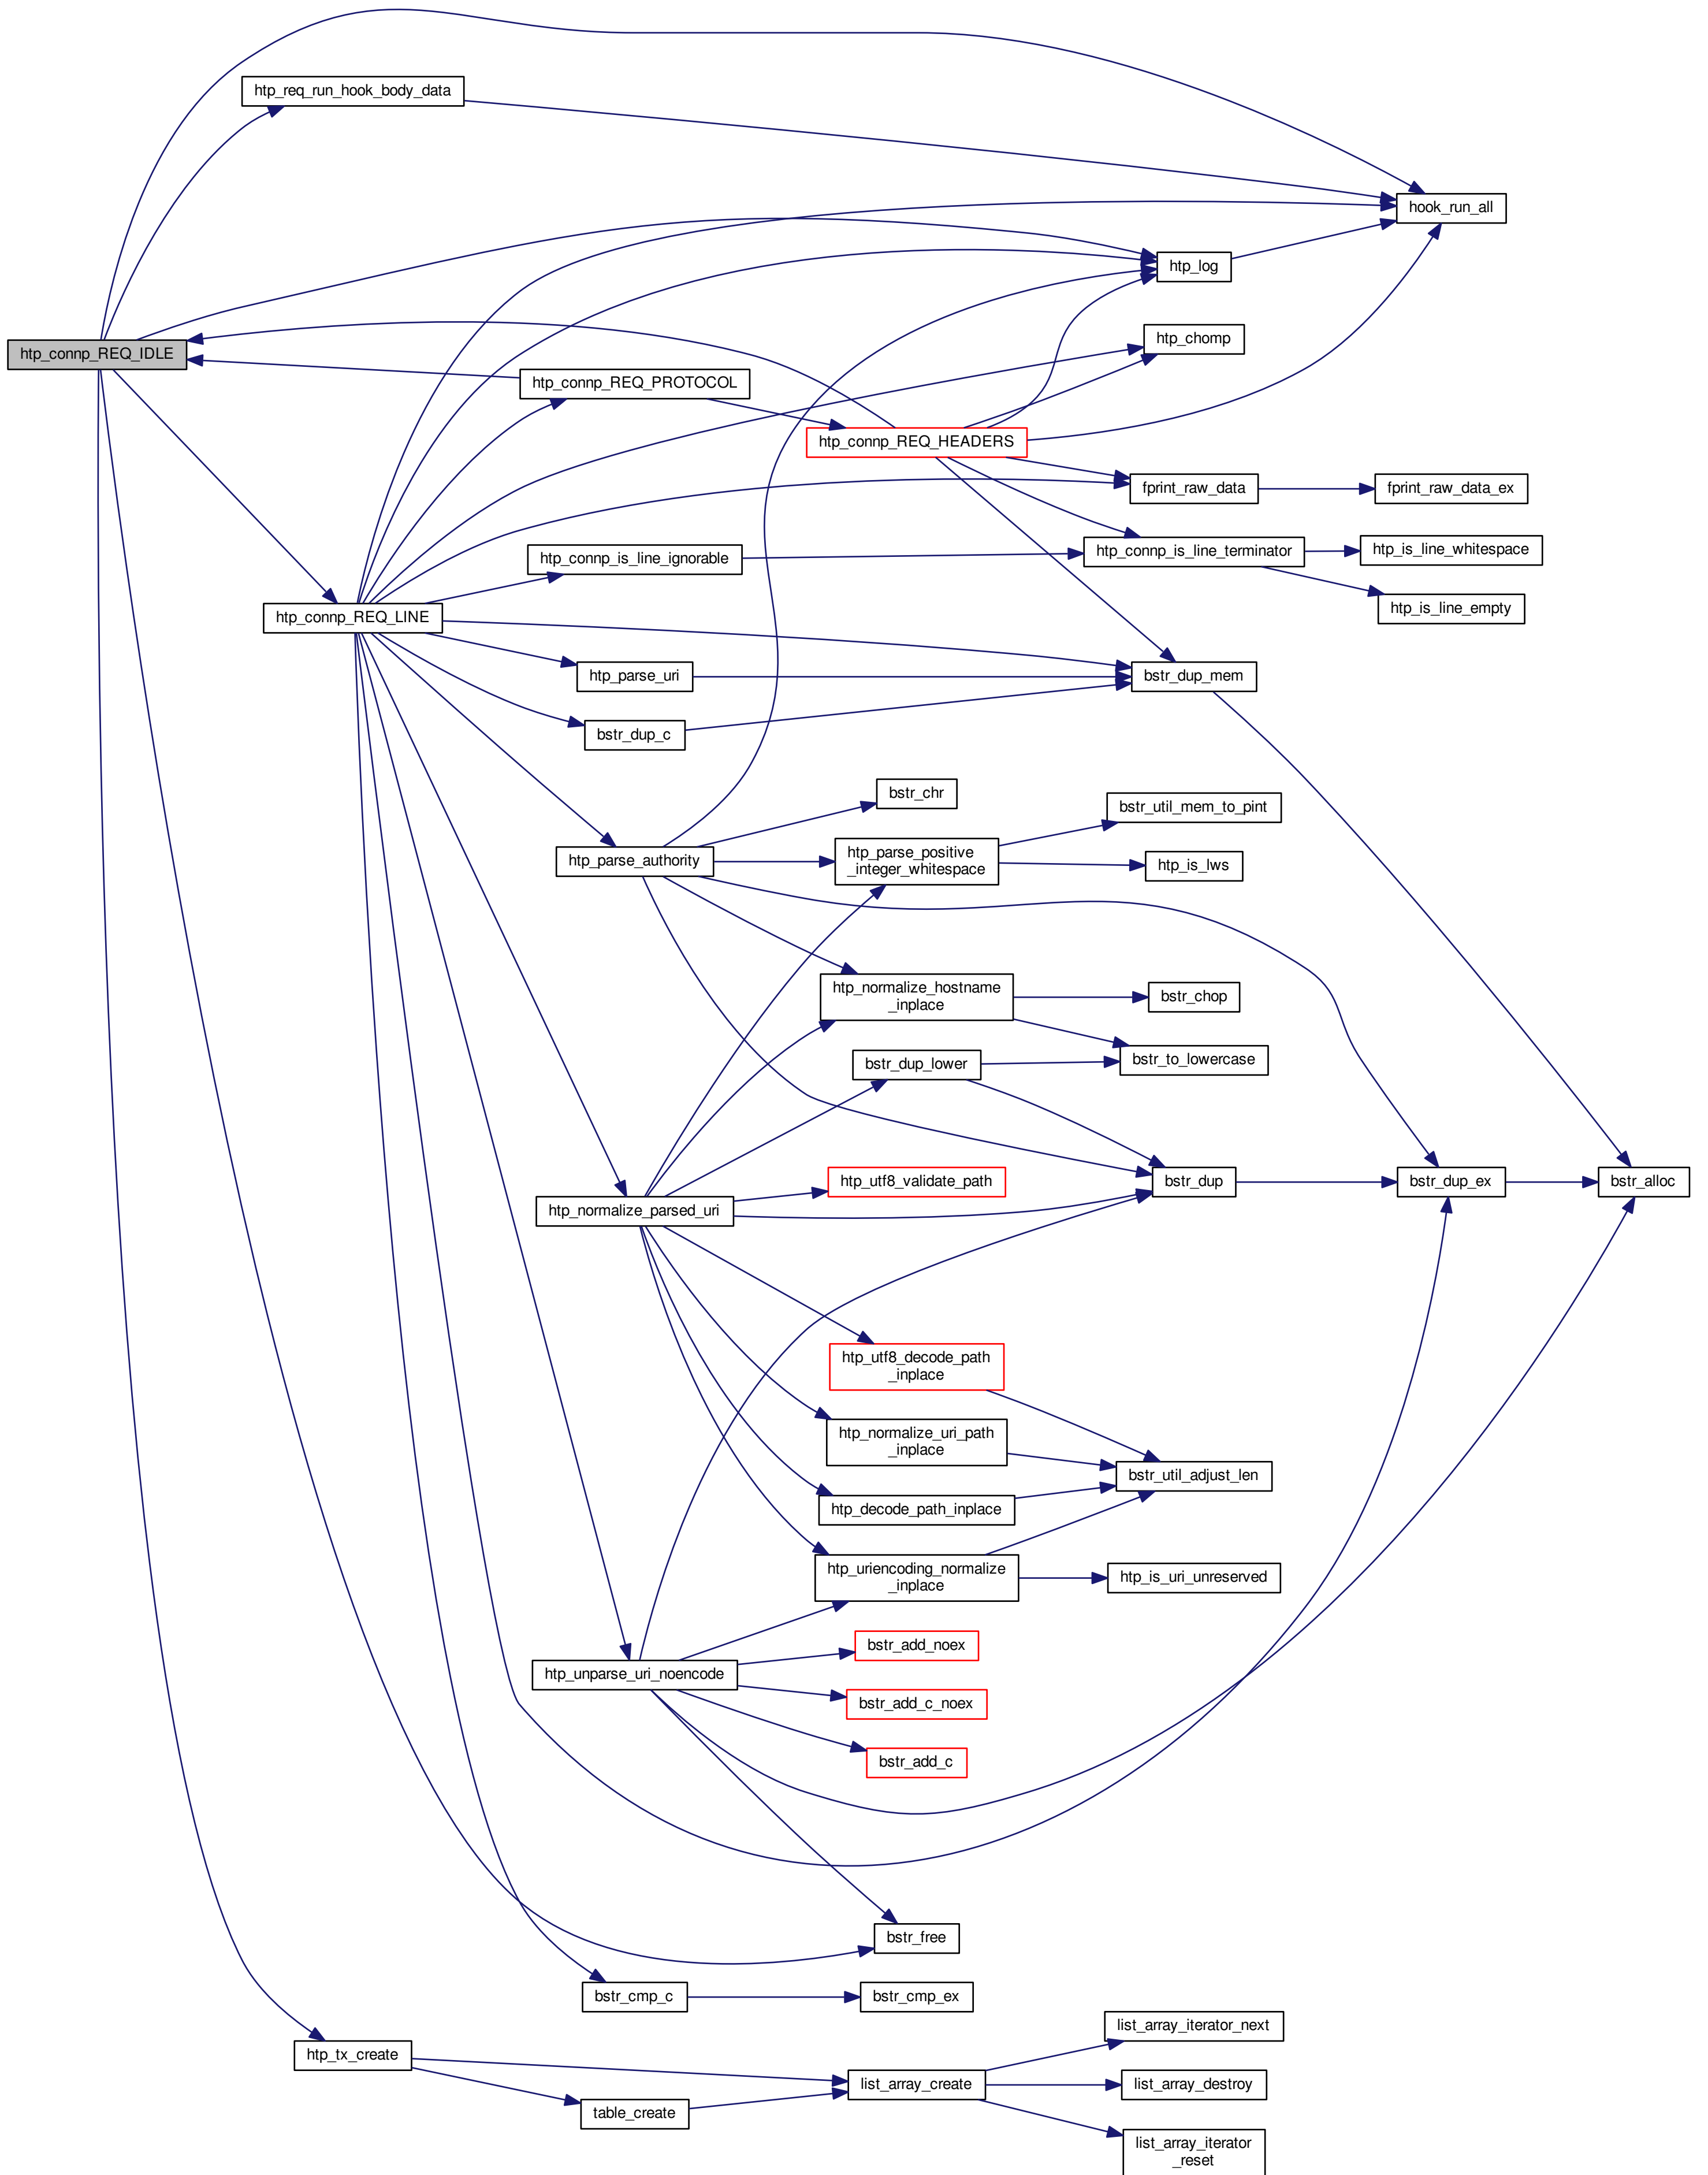 htp_req_run_hook_body_data
hook_run_all
htp_log
htp_chomp
htp_connp_REQ_IDLE
htp_connp_REQ_PROTOCOL
htp_connp_REQ_HEADERS
fprint_raw_data
fprint_raw_data_ex
htp_connp_is_line_ignorable
htp_connp_is_line_terminator
htp_is_line_whitespace
htp_is_line_empty
htp_connp_REQ_LINE
htp_parse_uri
bstr_dup_mem
bstr_dup_c
bstr_chr
bstr_util_mem_to_pint
htp_parse_authority
htp_parse_positive
_integer_whitespace
htp_is_lws
htp_normalize_hostname
_inplace
bstr_chop
bstr_to_lowercase
bstr_dup_lower
htp_utf8_validate_path
bstr_dup
bstr_dup_ex
bstr_alloc
htp_normalize_parsed_uri
htp_utf8_decode_path
_inplace
htp_normalize_uri_path
_inplace
bstr_util_adjust_len
htp_decode_path_inplace
htp_uriencoding_normalize
_inplace
htp_is_uri_unreserved
bstr_add_noex
htp_unparse_uri_noencode
bstr_add_c_noex
bstr_add_c
bstr_free
bstr_cmp_c
bstr_cmp_ex
list_array_iterator_next
htp_tx_create
list_array_create
list_array_destroy
table_create
list_array_iterator
_reset